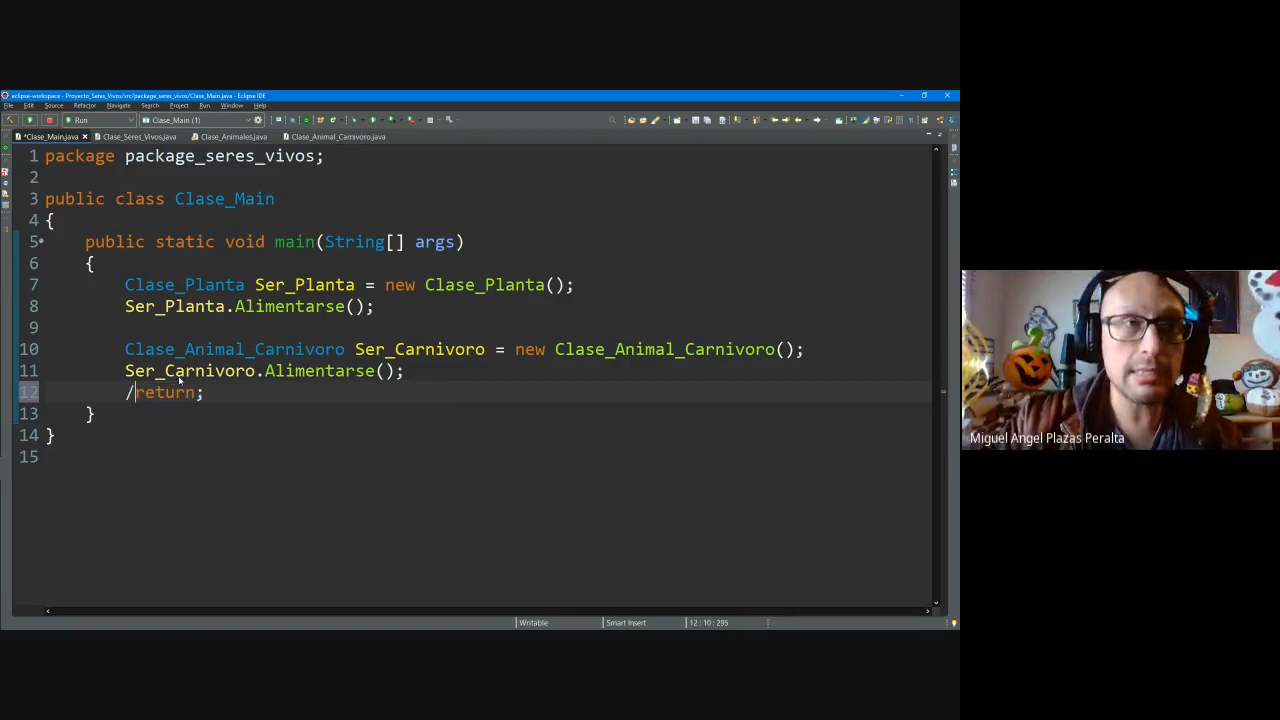 eclipse-workspace - Proyecto_Seres_Vivos/src/package_seres_vivos/Clase_Main.java - Eclipse IDE
File Edit Source Refactor Navigate Search Project Run Window Help
Run Clase_Main (1)
*Clase_Main.java Clase_Seres_Vivos.java Clase_Animales.java Clase_Animal_Carnivoro.java
1 package package_seres_vivos;
2
3 public class Clase_Main
4 {
5 public static void main(String[] args)
6 {
7 Clase_Planta Ser_Planta = new Clase_Planta();
8 Ser_Planta.Alimentarse();
9
10 Clase_Animal_Carnivoro Ser_Carnivoro = new Clase_Animal_Carnivoro();
11 Ser_Carnivoro.Alimentarse();
12 /return;
13 }
14 }
15
Writable Smart Insert 12 : 10 : 295
Miguel Angel Plazas Peralta